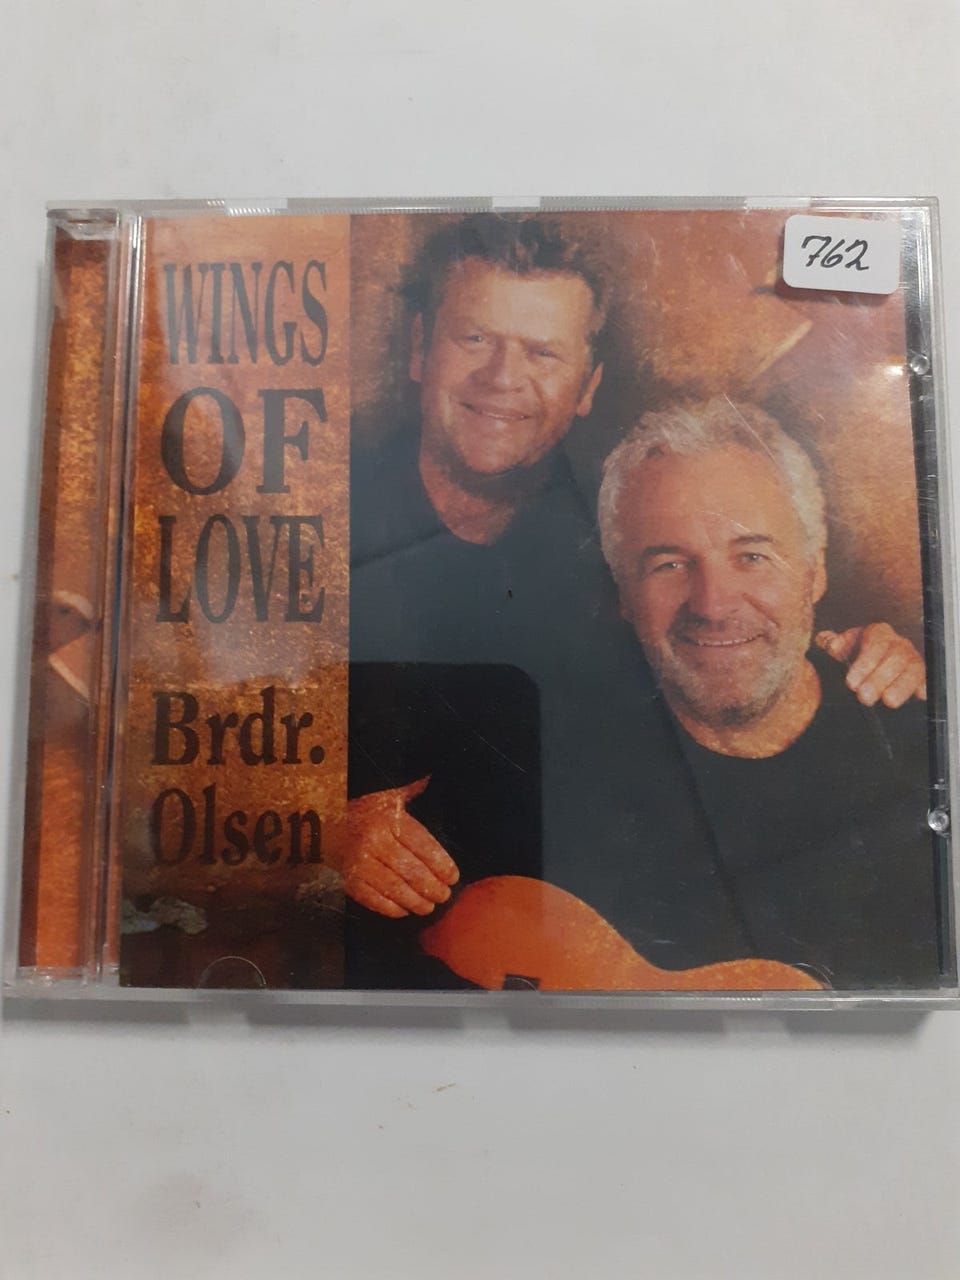 WINGS
OF
LOVE
Brdr.
Olsen
762